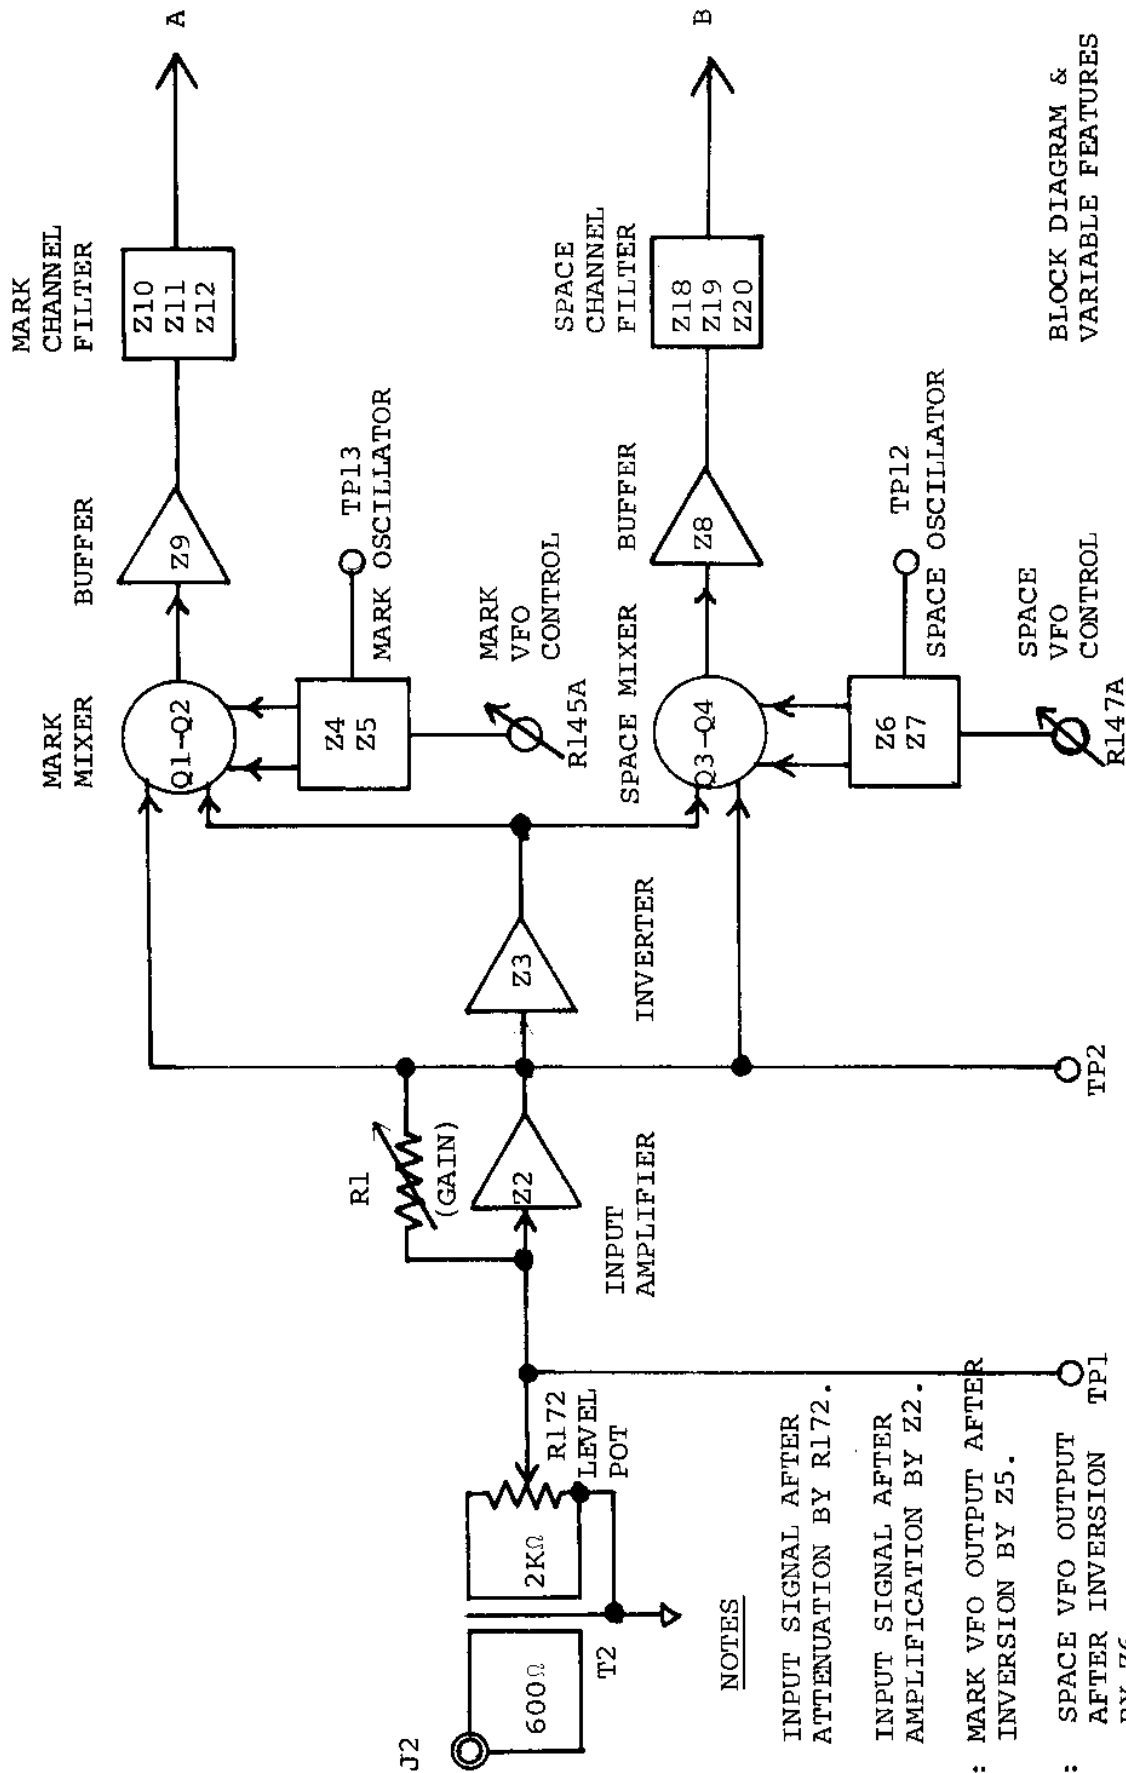 MARK
CHANNEL
FILTER
Z10
Z11
Z12
A
BUFFER
Z9
MARK
MIXER
Q1-Q2
TP13
MARK OSCILLATOR
Z4
Z5
MARK
VFO
CONTROL
R145A
SPACE
CHANNEL
FILTER
Z18
Z19
Z20
B
BUFFER
Z8
SPACE MIXER
Q3-Q4
TP12
SPACE OSCILLATOR
Z6
Z7
SPACE
VFO
CONTROL
R147A
INVERTER
Z3
R1
(GAIN)
Z2
INPUT
AMPLIFIER
TP2
TP1
J2
600Ω
2KΩ
T2
R172
LEVEL
POT
NOTES
INPUT SIGNAL AFTER
ATTENUATION BY R172.
INPUT SIGNAL AFTER
AMPLIFICATION BY Z2.
: MARK VFO OUTPUT AFTER
INVERSION BY Z5.
: SPACE VFO OUTPUT
AFTER INVERSION
BY Z6
BLOCK DIAGRAM &
VARIABLE FEATURES